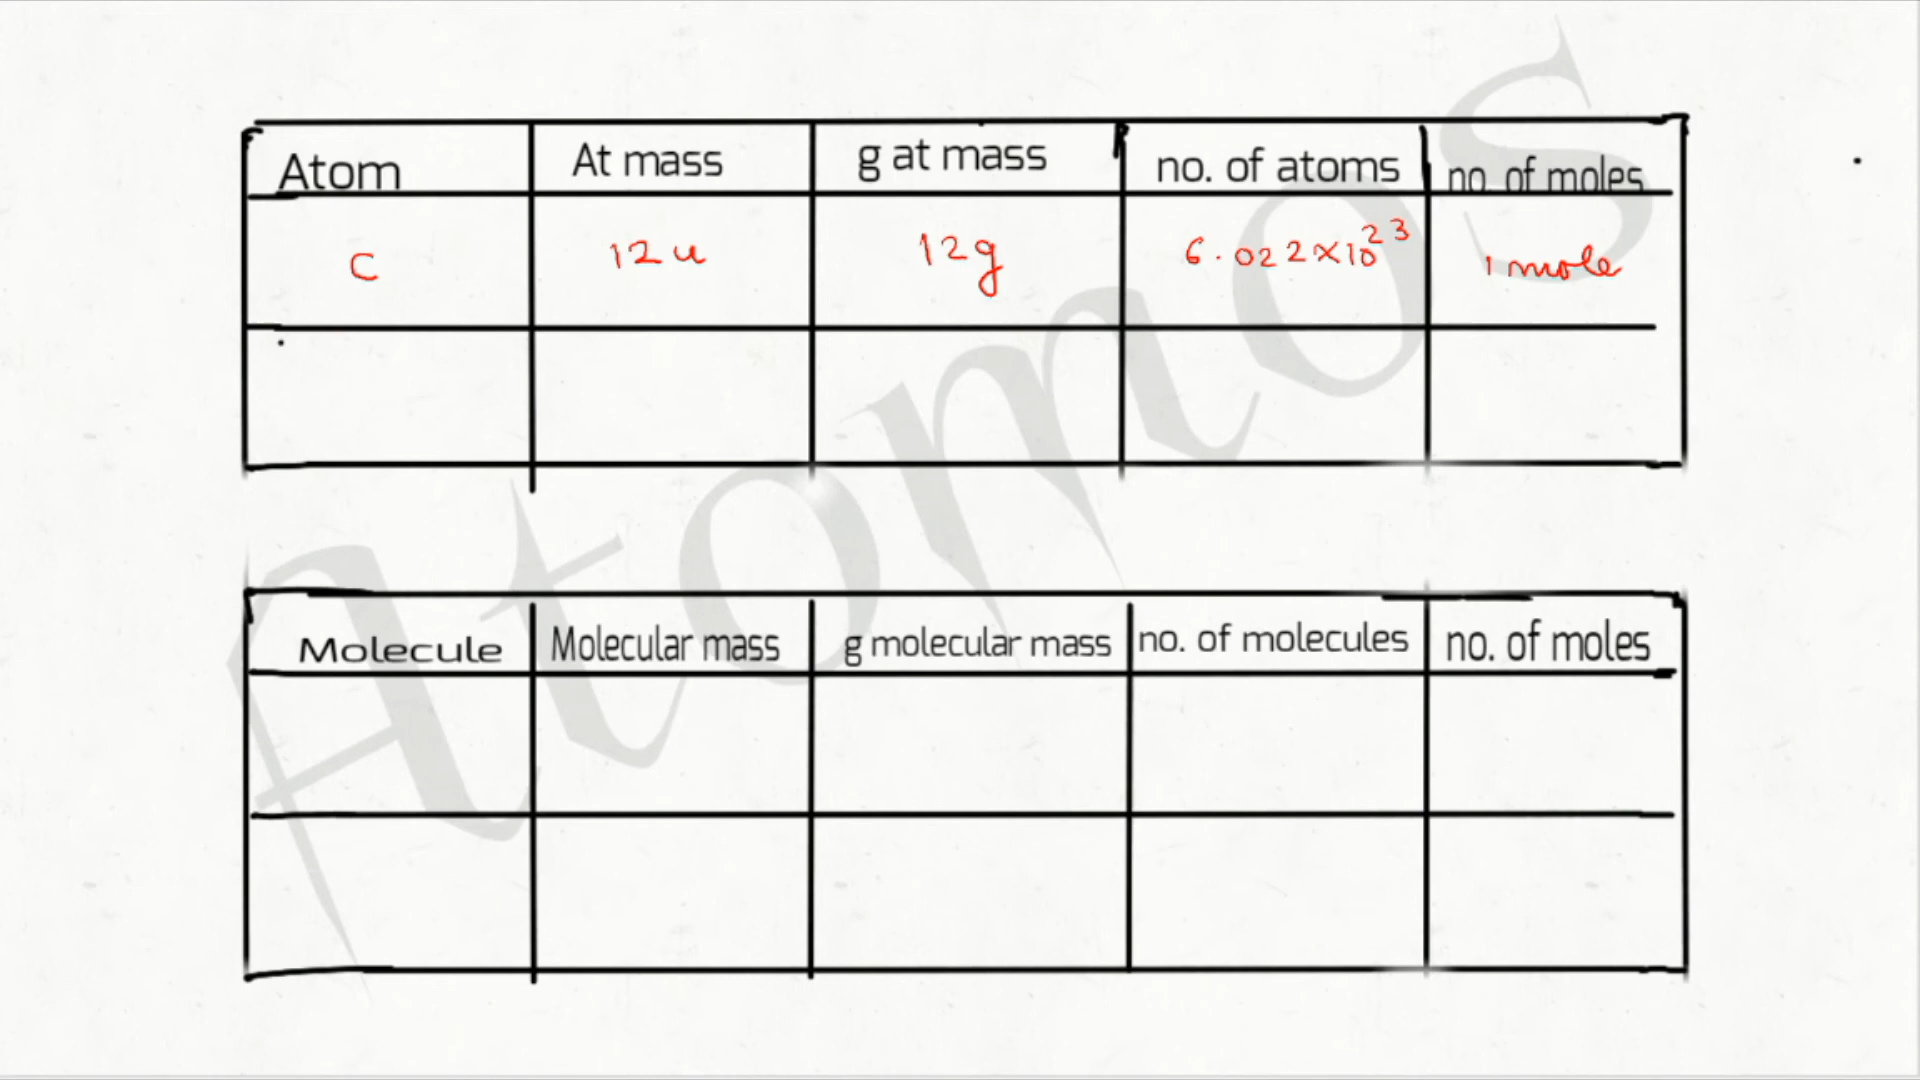 Atom At mass g at mass no. of atoms no. of moles
C 12u 12g 6.022×10²³ 1 mole
Molecule Molecular mass g molecular mass no. of molecules no. of moles
Atomos